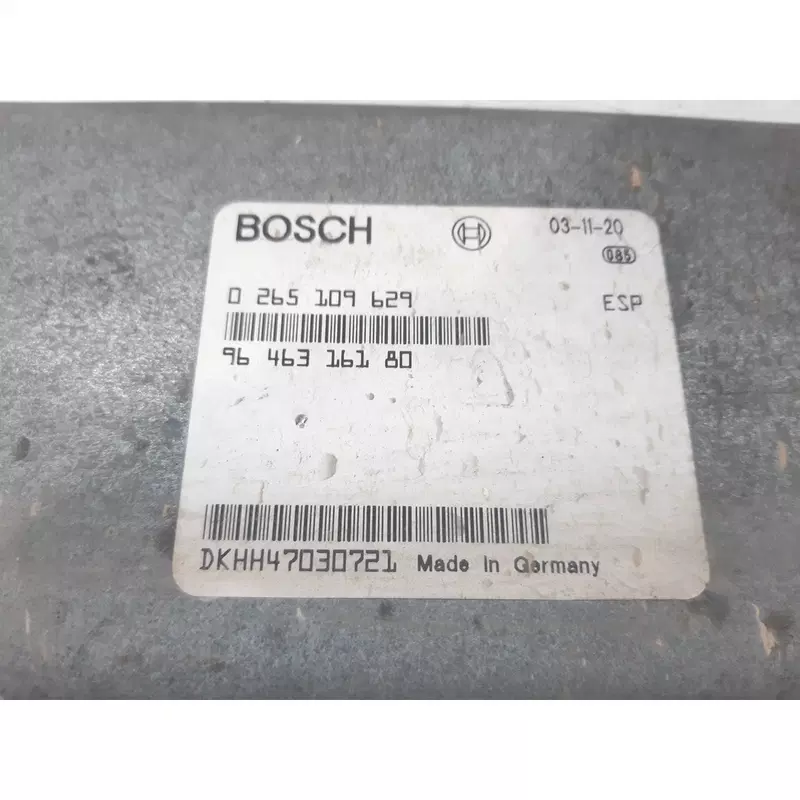 BOSCH
03-11-20
085
0 265 109 629
ESP
96 463 161 80
DKHH47030721 Made in Germany